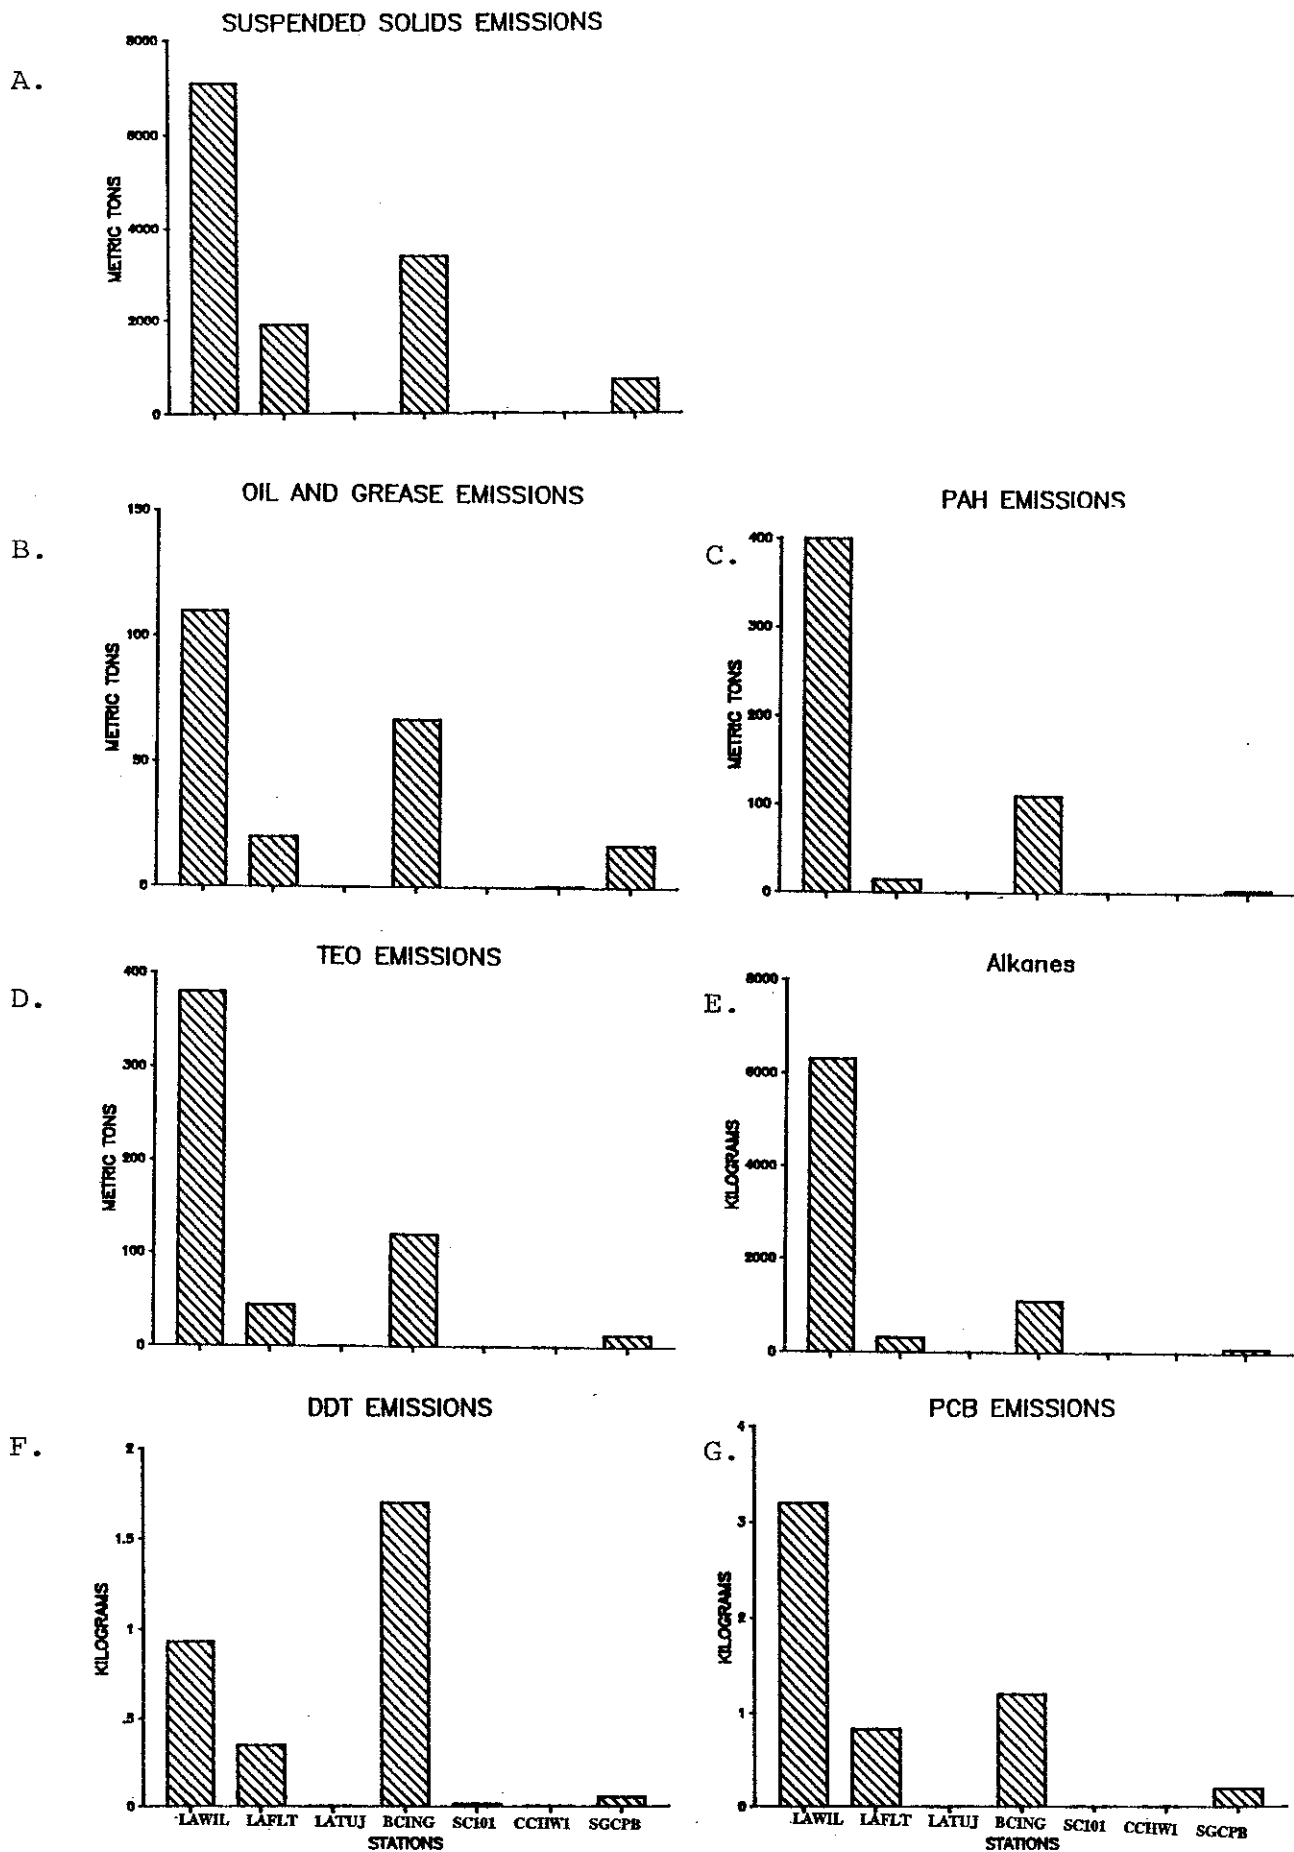 SUSPENDED SOLIDS EMISSIONS
A.
8000
6000
4000
2000
0
METRIC TONS
OIL AND GREASE EMISSIONS
B.
150
100
50
0
METRIC TONS
PAH EMISSIONS
C.
400
300
200
100
0
METRIC TONS
TEO EMISSIONS
D.
400
300
200
100
0
METRIC TONS
Alkanes
E.
8000
6000
4000
2000
0
KILOGRAMS
DDT EMISSIONS
F.
2
1.5
1
.5
0
KILOGRAMS
LAWIL LAFLT LATUJ BCING SCI01 CCHW1 SGCPB
STATIONS
PCB EMISSIONS
G.
4
3
2
1
0
KILOGRAMS
LAWIL LAFLT LATUJ BCING SCI01 CCHW1 SGCPB
STATIONS